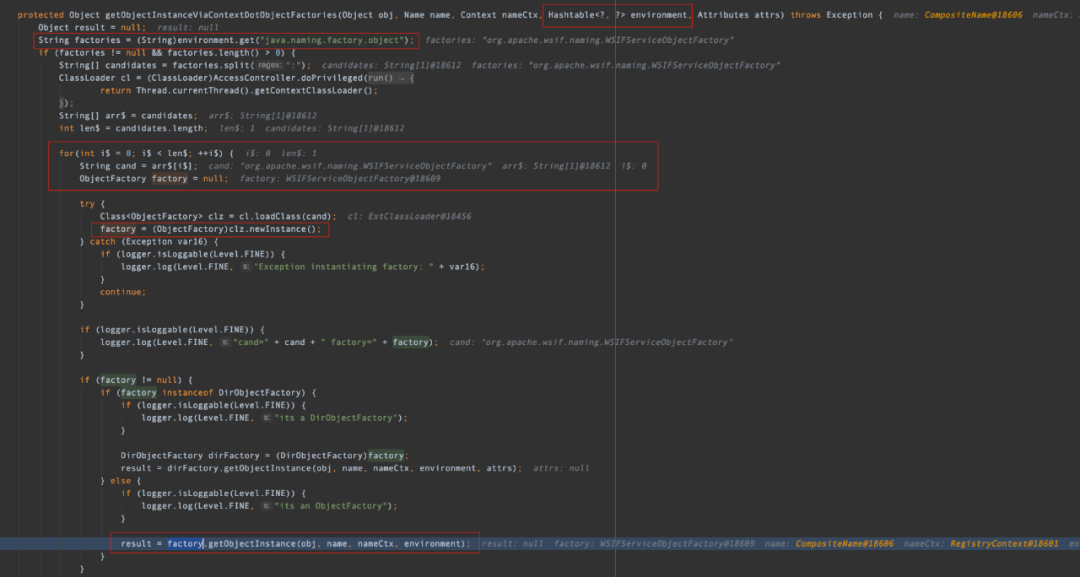 protected Object getObjectInstanceViaContextDotObjectFactories(Object obj, Name name, Context nameCtx, Hashtable<?, ?> environment, Attributes attrs) throws Exception { name: CompositeName@18606 nameCtx:
Object result = null; result: null
String factories = (String)environment.get("java.naming.factory.object"); factories: "org.apache.wsif.naming.WSIFServiceObjectFactory"
if (factories != null && factories.length() > 0) {
String[] candidates = factories.split( regex: ":"); candidates: String[1]@18612 factories: "org.apache.wsif.naming.WSIFServiceObjectFactory"
ClassLoader cl = (ClassLoader)AccessController.doPrivileged(run() → {
return Thread.currentThread().getContextClassLoader();
});
String[] arr$ = candidates; arr$: String[1]@18612
int len$ = candidates.length; len$: 1 candidates: String[1]@18612
for(int i$ = 0; i$ < len$; ++i$) { i$: 0 len$: 1
String cand = arr$[i$]; cand: "org.apache.wsif.naming.WSIFServiceObjectFactory" arr$: String[1]@18612 i$: 0
ObjectFactory factory = null; factory: WSIFServiceObjectFactory@18609
try {
Class<ObjectFactory> clz = cl.loadClass(cand); cl: ExtClassLoader@18456
factory = (ObjectFactory)clz.newInstance();
} catch (Exception var16) {
if (logger.isLoggable(Level.FINE)) {
logger.log(Level.FINE, s: "Exception instantiating factory: " + var16);
}
continue;
}
if (logger.isLoggable(Level.FINE)) {
logger.log(Level.FINE, s: "cand=" + cand + " factory=" + factory); cand: "org.apache.wsif.naming.WSIFServiceObjectFactory"
}
if (factory != null) {
if (factory instanceof DirObjectFactory) {
if (logger.isLoggable(Level.FINE)) {
logger.log(Level.FINE, s: "its a DirObjectFactory");
}
DirObjectFactory dirFactory = (DirObjectFactory)factory;
result = dirFactory.getObjectInstance(obj, name, nameCtx, environment, attrs); attrs: null
} else {
if (logger.isLoggable(Level.FINE)) {
logger.log(Level.FINE, s: "its an ObjectFactory");
}
result = factory.getObjectInstance(obj, name, nameCtx, environment); result: null factory: WSIFServiceObjectFactory@18609 name: CompositeName@18606 nameCtx: RegistryContext@18601 en
}
}